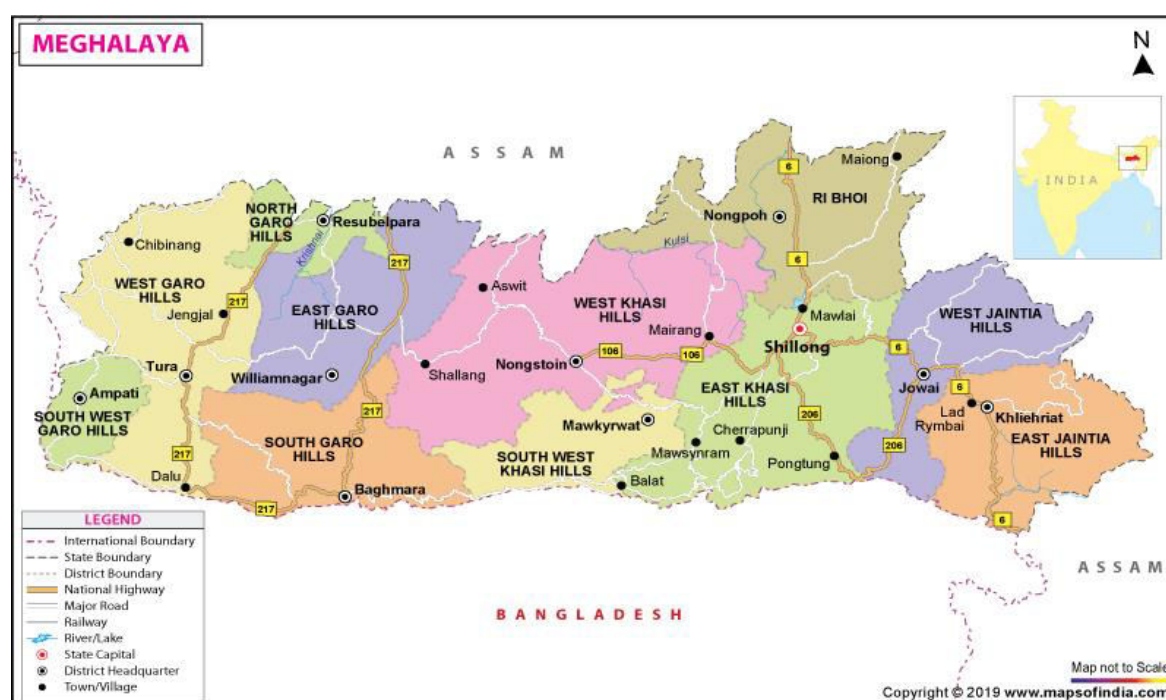 MEGHALAYA
N
ASSAM
INDIA
6
Maiong
NORTH
GARO
HILLS
Resubelpara
Krishnai
Nongpoh
RI BHOI
Chibinang
Kulsi
217
217
6
WEST GARO
HILLS
Jengjal
EAST GARO
HILLS
Aswit
WEST KHASI
HILLS
Mairang
Mawlai
Shillong
WEST JAINTIA
HILLS
Tura
Williamnagar
Shallang
Nongstoin
106
106
6
Jowai
6
Ampati
SOUTH WEST
GARO HILLS
217
SOUTH GARO
HILLS
217
Mawkyrwat
EAST KHASI
HILLS
206
Lad
Rymbai
Khliehriat
EAST JAINTIA
HILLS
SOUTH WEST
KHASI HILLS
Mawsynram
Cherrapunji
Pongtung
206
Dalu
217
Baghmara
Balat
6
LEGEND
International Boundary
State Boundary
District Boundary
National Highway
Major Road
Railway
River/Lake
State Capital
District Headquarter
Town/Village
BANGLADESH
ASSAM
Map not to Scale
Copyright © 2019 www.mapsofindia.com